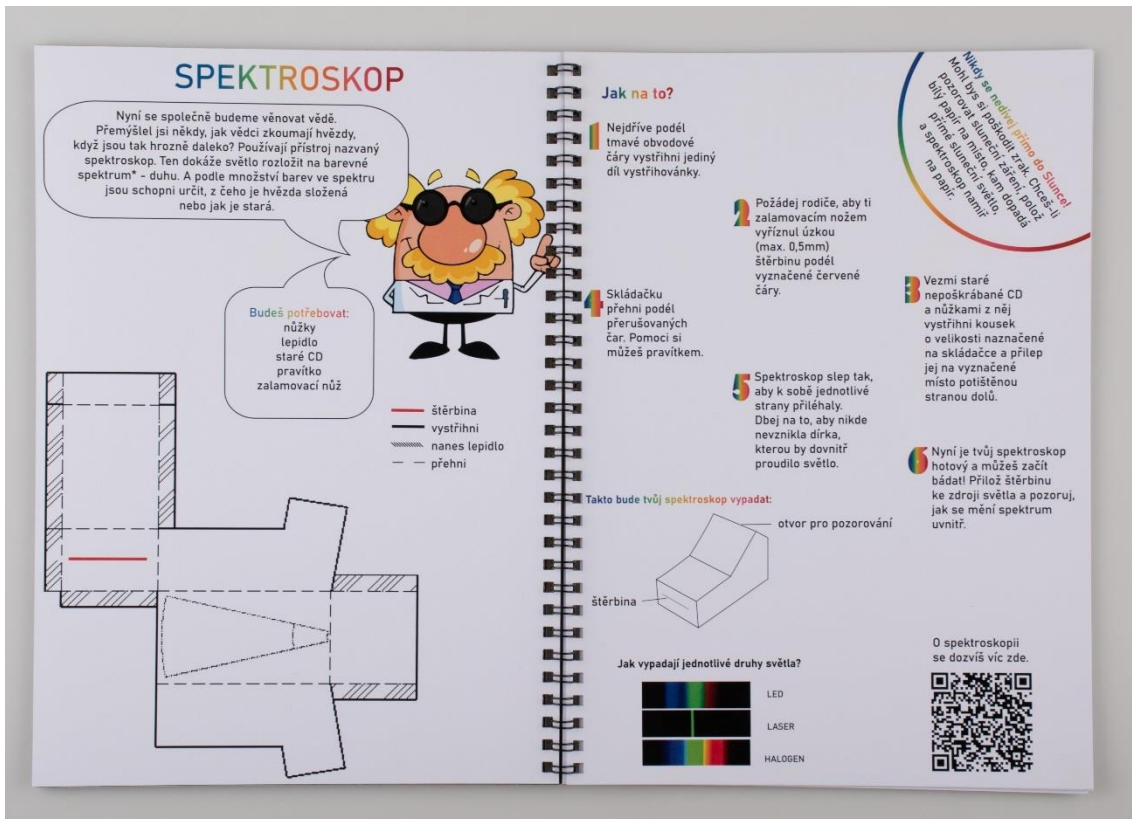 SPEKTROSKOP
Nyní se společně budeme věnovat vědě.
Přemýšlel jsi někdy, jak vědci zkoumají hvězdy,
když jsou tak hrozně daleko? Používají přístroj nazvaný
spektroskop. Ten dokáže světlo rozložit na barevné
spektrum* - duhu. A podle množství barev ve spektru
jsou schopni určit, z čeho je hvězda složená
nebo jak je stará.
Budeš potřebovat:
nůžky
lepidlo
staré CD
pravítko
zalamovací nůž
štěrbina
vystřihni
nanes lepidlo
přehni
Jak na to?
1
Nejdříve podél
tmavé obvodové
čáry vystřihni jediný
díl vystřihovánky.
2
Požádej rodiče, aby ti
zalamovacím nožem
vyříznul úzkou
(max. 0,5mm)
štěrbinu podél
vyznačené červené
čáry.
3
Vezmi staré
nepoškrábané CD
a nůžkami z něj
vystřihni kousek
o velikosti naznačené
na skládačce a přilep
jej na vyznačené
místo potištěnou
stranou dolů.
4
Skládačku
přehni podél
přerušovaných
čar. Pomoci si
můžeš pravítkem.
5
Spektroskop slep tak,
aby k sobě jednotlivé
strany přiléhaly.
Dbej na to, aby nikde
nevznikla dírka,
kterou by dovnitř
proudilo světlo.
6
Nyní je tvůj spektroskop
hotový a můžeš začít
bádat! Přilož štěrbinu
ke zdroji světla a pozoruj,
jak se mění spektrum
uvnitř.
Nikdy se nedívej přímo do Slunce!
Mohl bys si poškodit zrak. Chceš-li
pozorovat sluneční záření, polož
bílý papír na místo, kam dopadá
přímé sluneční světlo,
a spektroskop namiř
na papír.
Takto bude tvůj spektroskop vypadat:
otvor pro pozorování
štěrbina
Jak vypadají jednotlivé druhy světla?
LED
LASER
HALOGEN
O spektroskopii
se dozvíš víc zde.